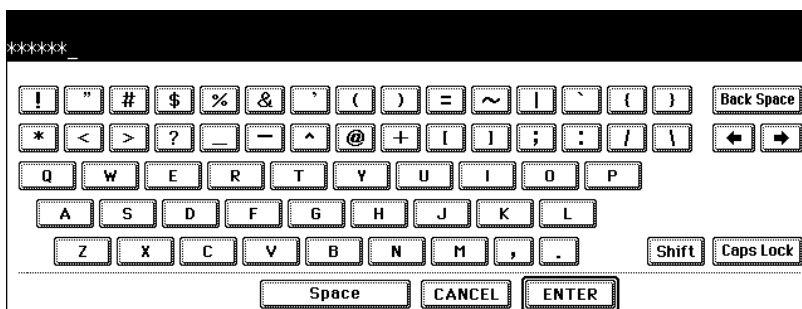 ******_
! " # $ % & ' ( ) = ~ | ` { } Back Space
* < > ? _ - ^ @ + [ ] ; : / \ ← →
Q W E R T Y U I O P
A S D F G H J K L
Z X C V B N M , . Shift Caps Lock
Space CANCEL ENTER